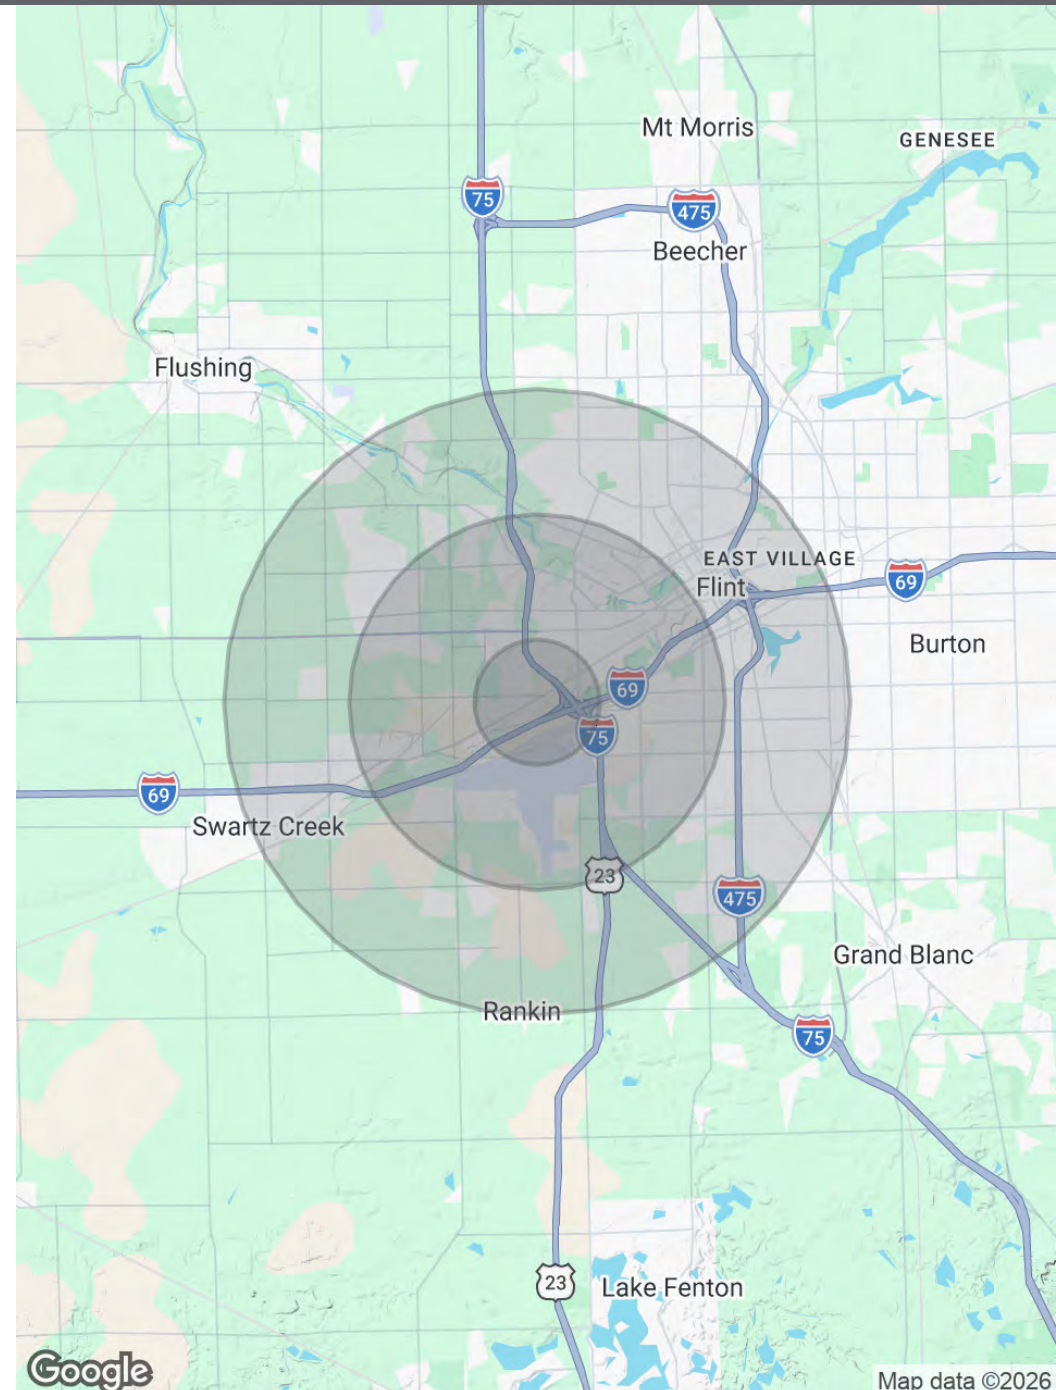 Mt Morris
GENESEE
75
475
Beecher
Flushing
EAST VILLAGE
Flint
69
Burton
69
75
69
Swartz Creek
23
475
Grand Blanc
Rankin
75
23
Lake Fenton
Google
Map data ©2026